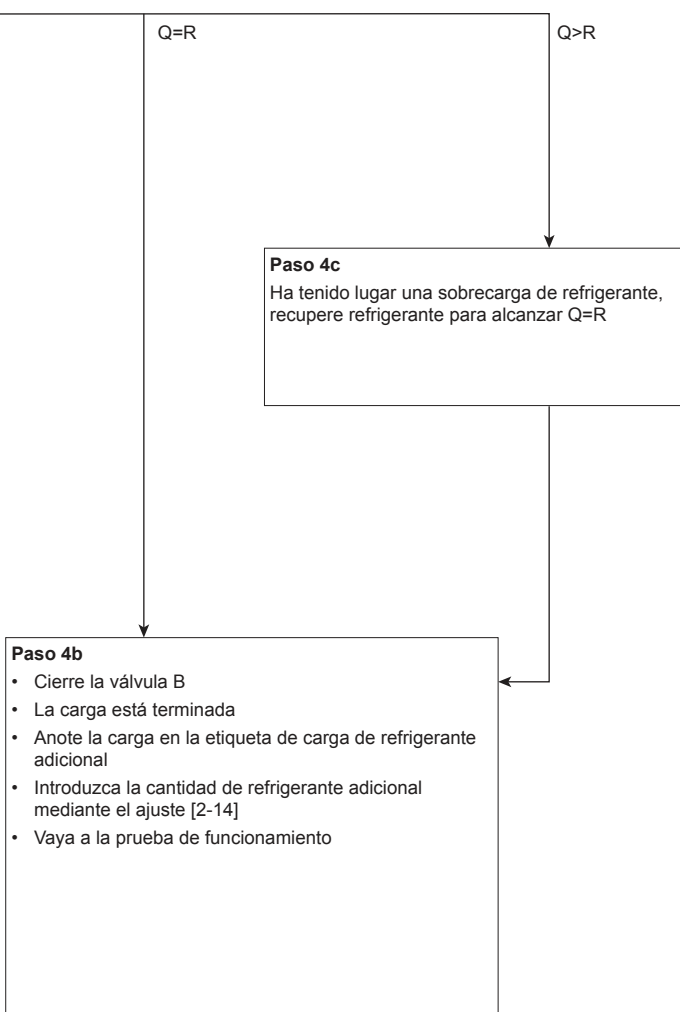 Q=R
Q>R
Paso 4c
Ha tenido lugar una sobrecarga de refrigerante,
recupere refrigerante para alcanzar Q=R
Paso 4b
• Cierre la válvula B
• La carga está terminada
• Anote la carga en la etiqueta de carga de refrigerante
adicional
• Introduzca la cantidad de refrigerante adicional
mediante el ajuste [2-14]
• Vaya a la prueba de funcionamiento